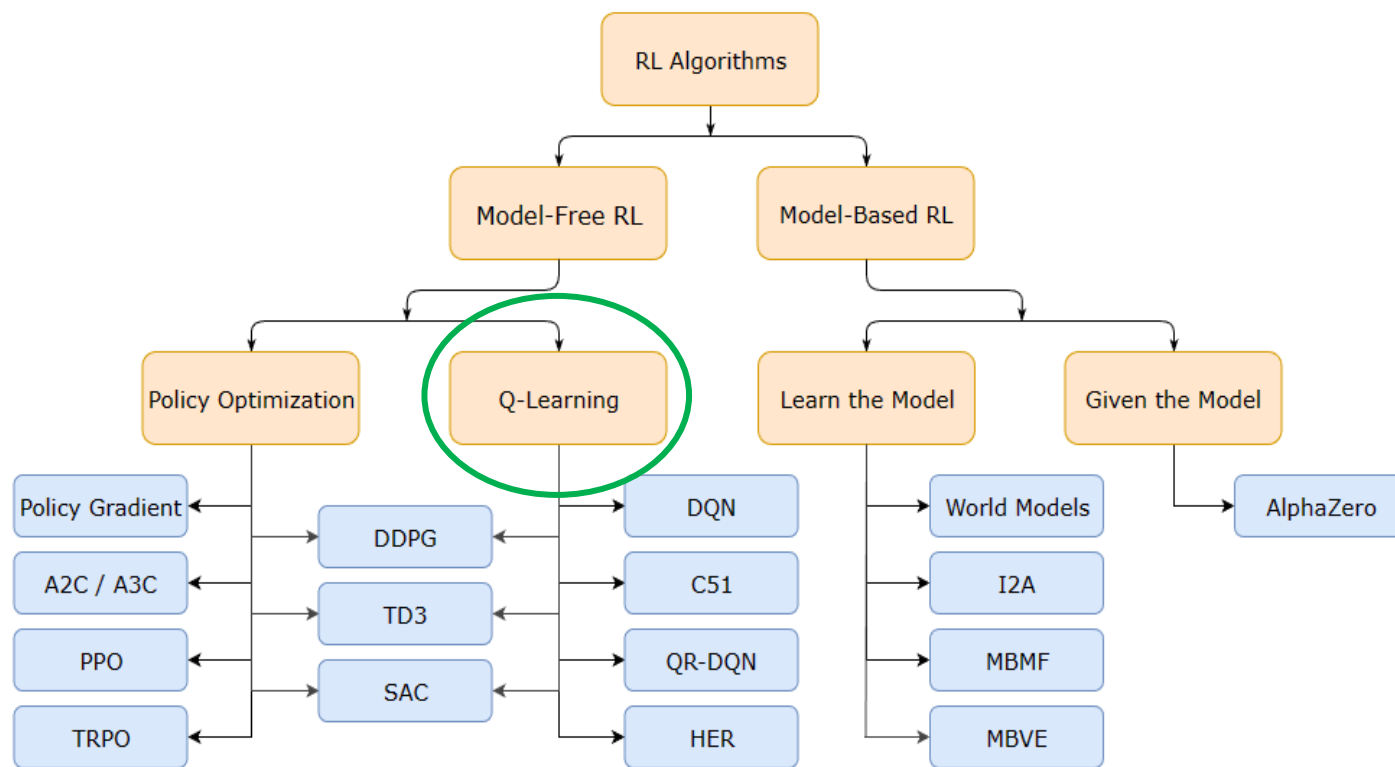 RL Algorithms
Model-Free RL
Model-Based RL
Policy Optimization
Q-Learning
Learn the Model
Given the Model
Policy Gradient
DDPG
DQN
World Models
AlphaZero
A2C / A3C
TD3
C51
I2A
PPO
SAC
QR-DQN
MBMF
TRPO
HER
MBVE